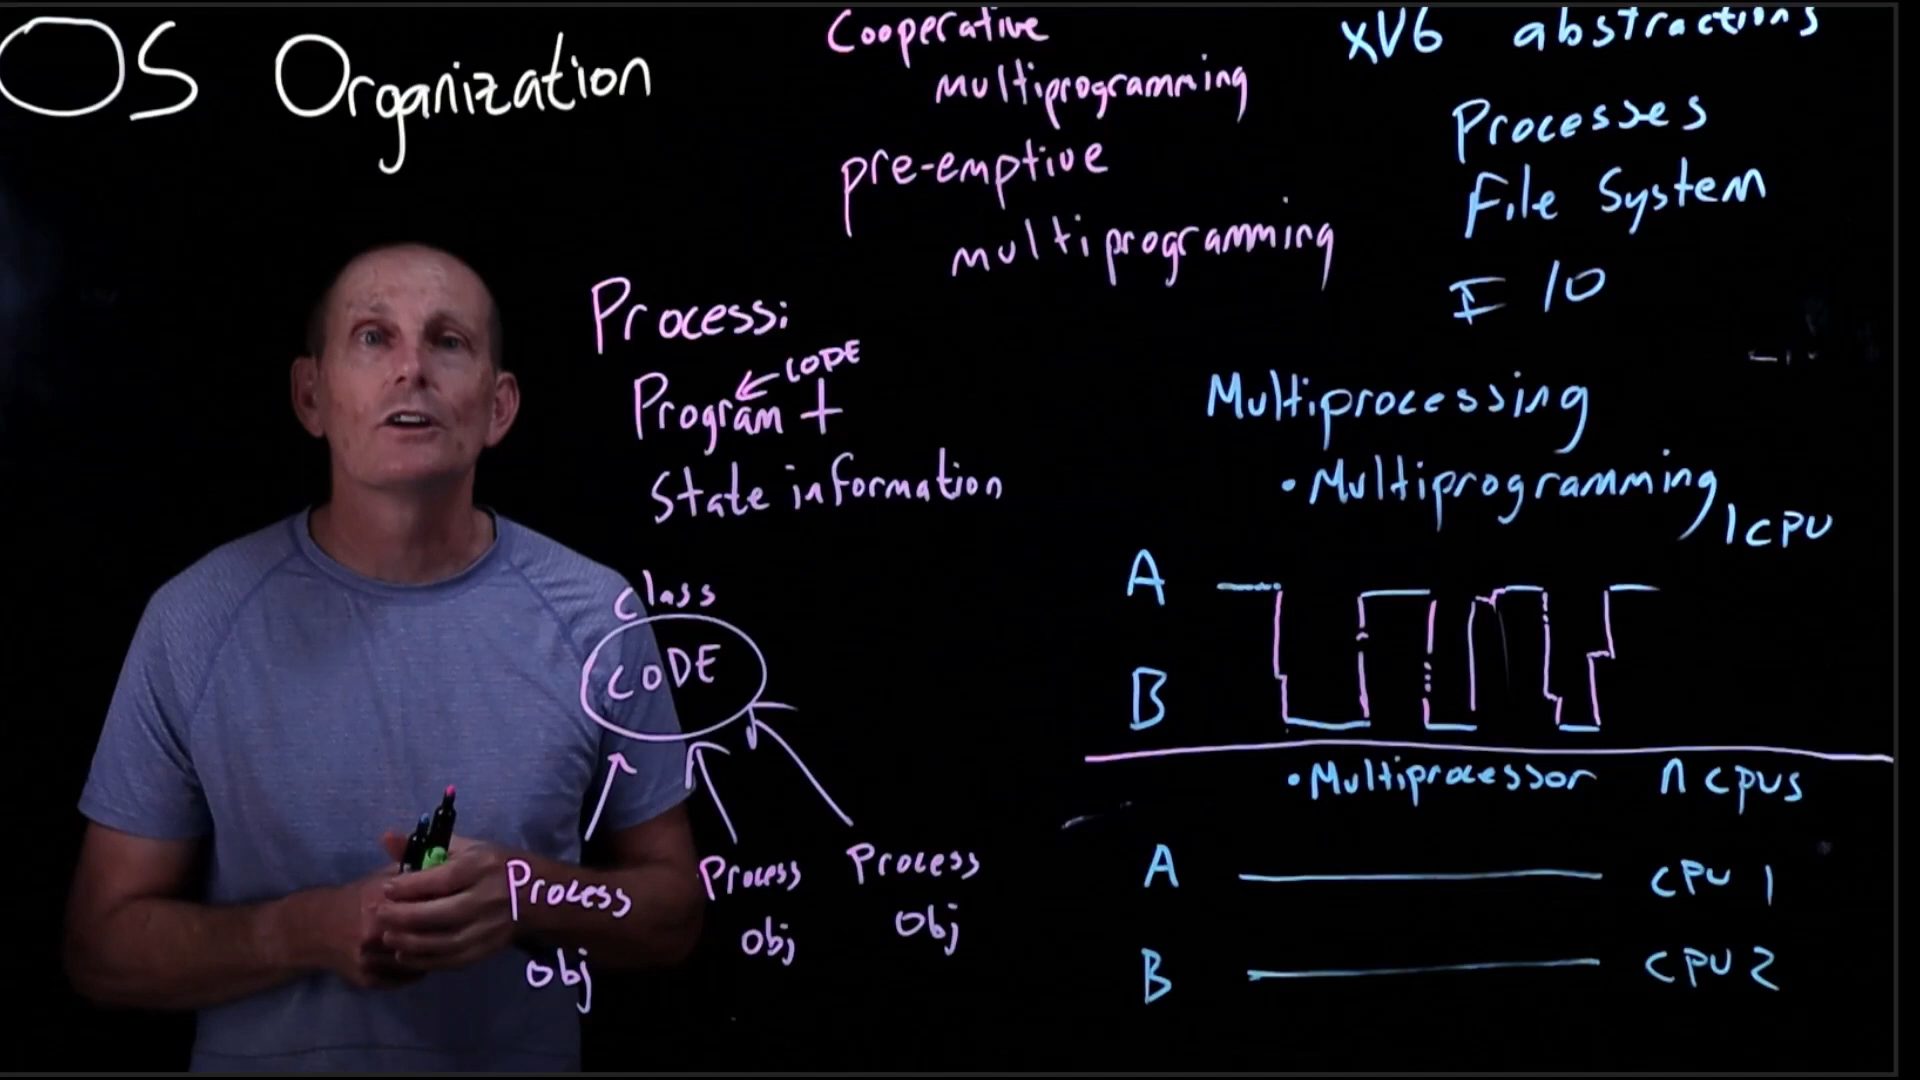 OS Organization
Cooperative
multiprogramming
pre-emptive
multiprogramming
xV6 abstractions
Processes
File System
I/O
Process:
Program + ← CODE
State information
class
CODE
Process
obj
Process
obj
Process
obj
Multiprocessing
• Multiprogramming
1 CPU
A
B
• Multiprocessor n cpus
A CPU 1
B CPU 2